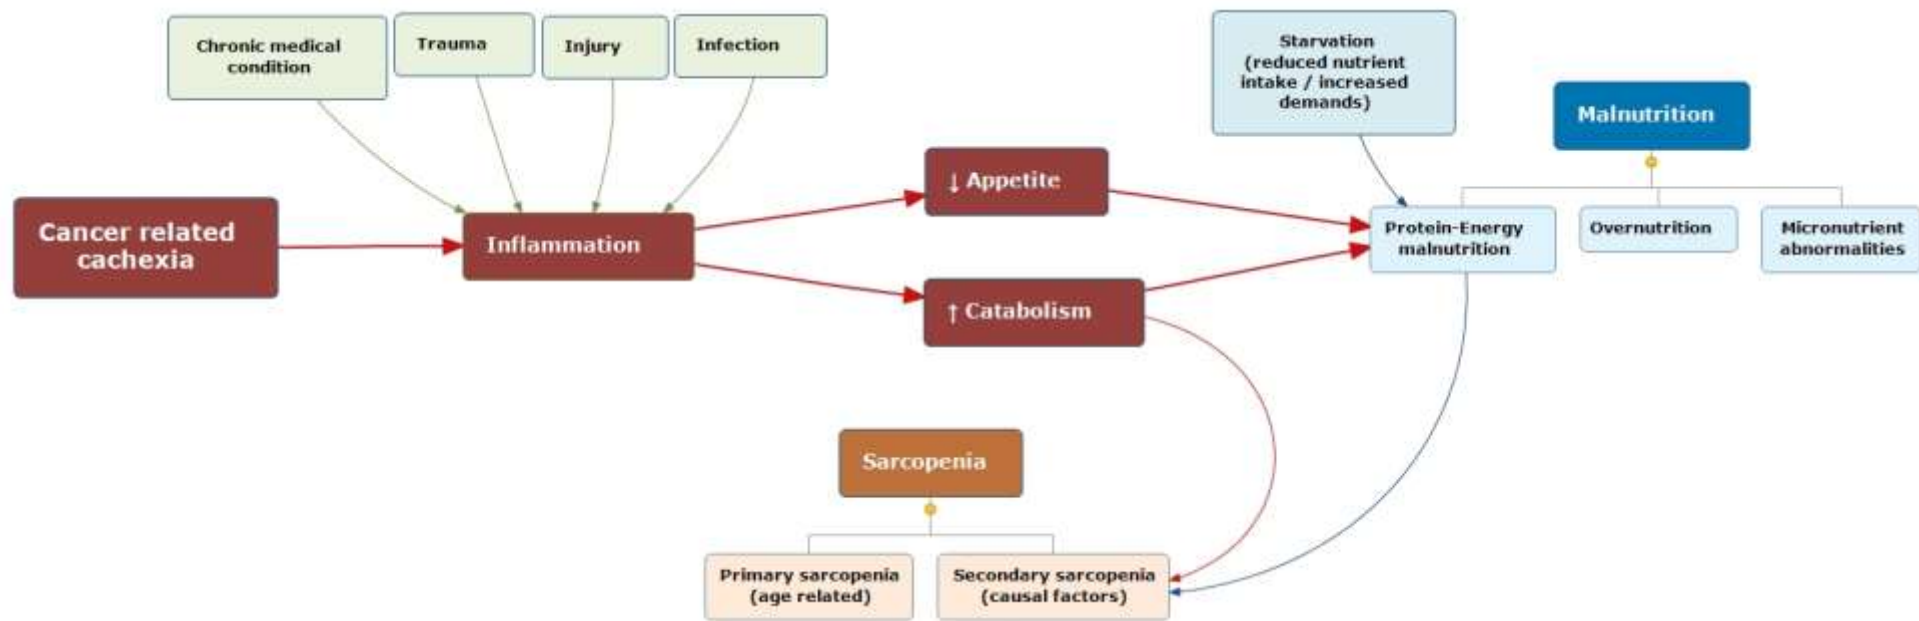 Chronic medical
condition
Trauma
Injury
Infection
Starvation
(reduced nutrient
intake / increased
demands)
Malnutrition
Cancer related
cachexia
Inflammation
↓ Appetite
↑ Catabolism
Protein-Energy
malnutrition
Overnutrition
Micronutrient
abnormalities
Sarcopenia
Primary sarcopenia
(age related)
Secondary sarcopenia
(causal factors)